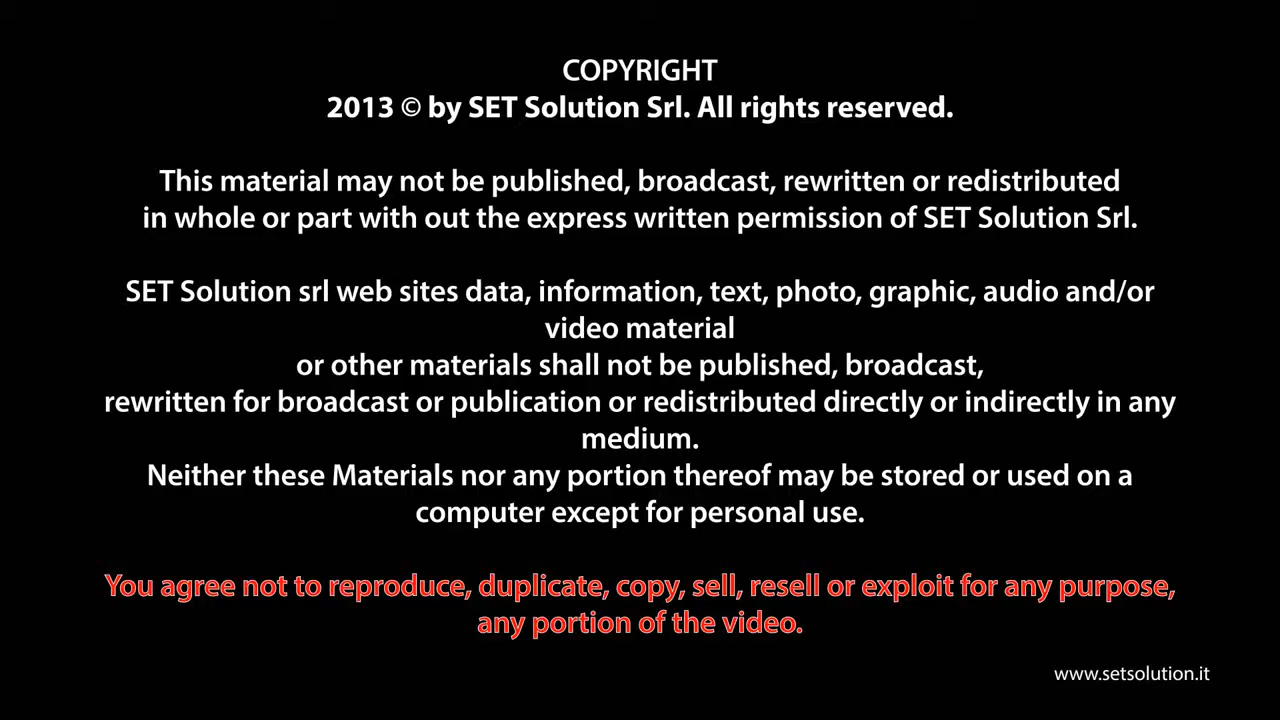 COPYRIGHT
2013 © by SET Solution Srl. All rights reserved.
This material may not be published, broadcast, rewritten or redistributed
in whole or part with out the express written permission of SET Solution Srl.
SET Solution srl web sites data, information, text, photo, graphic, audio and/or
video material
or other materials shall not be published, broadcast,
rewritten for broadcast or publication or redistributed directly or indirectly in any
medium.
Neither these Materials nor any portion thereof may be stored or used on a
computer except for personal use.
You agree not to reproduce, duplicate, copy, sell, resell or exploit for any purpose,
any portion of the video.
www.setsolution.it